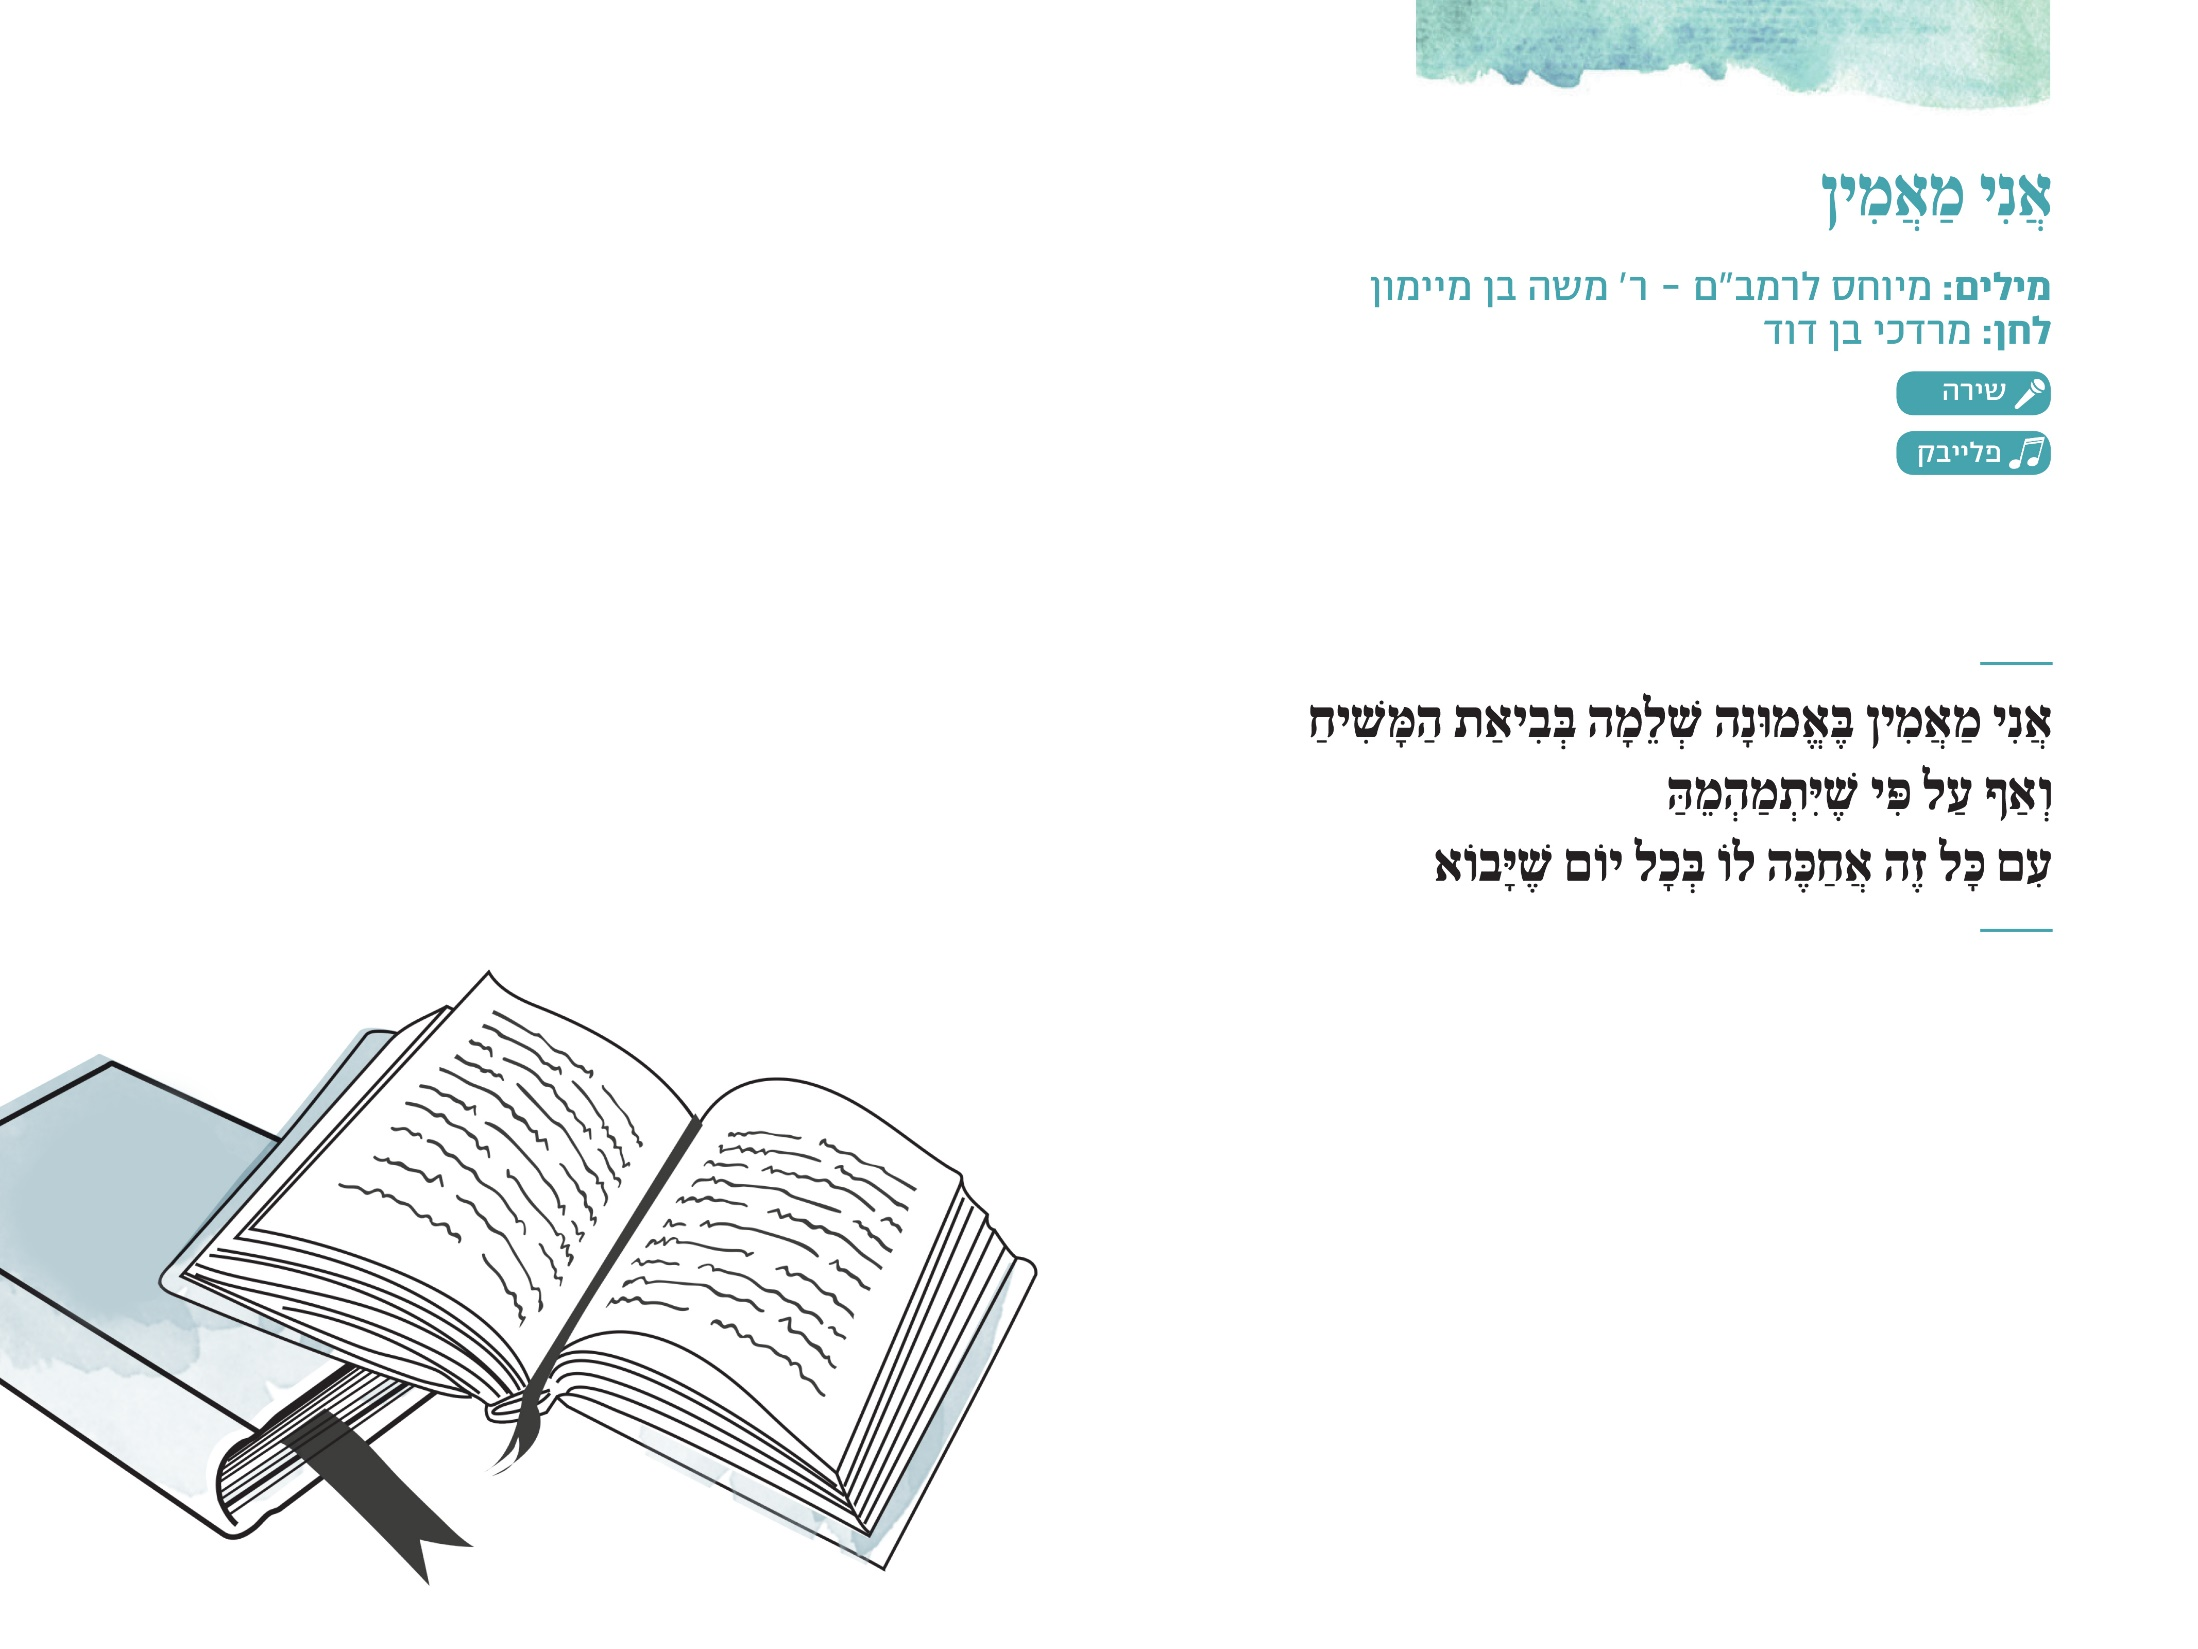 אֲנִי מַאֲמִין
מילים: מיוחס לרמב"ם - ר' משה בן מיימון
לחן: מרדכי בן דוד
שירה
פלייבק
אֲנִי מַאֲמִין בֶּאֱמוּנָה שְׁלֵמָה בְּבִיאַת הַמָּשִׁיחַ
וְאַף עַל פִּי שֶׁיִּתְמַהְמֵהַּ
עִם כָּל זֶה אֲחַכֶּה לוֹ בְּכָל יוֹם שֶׁיָּבוֹא